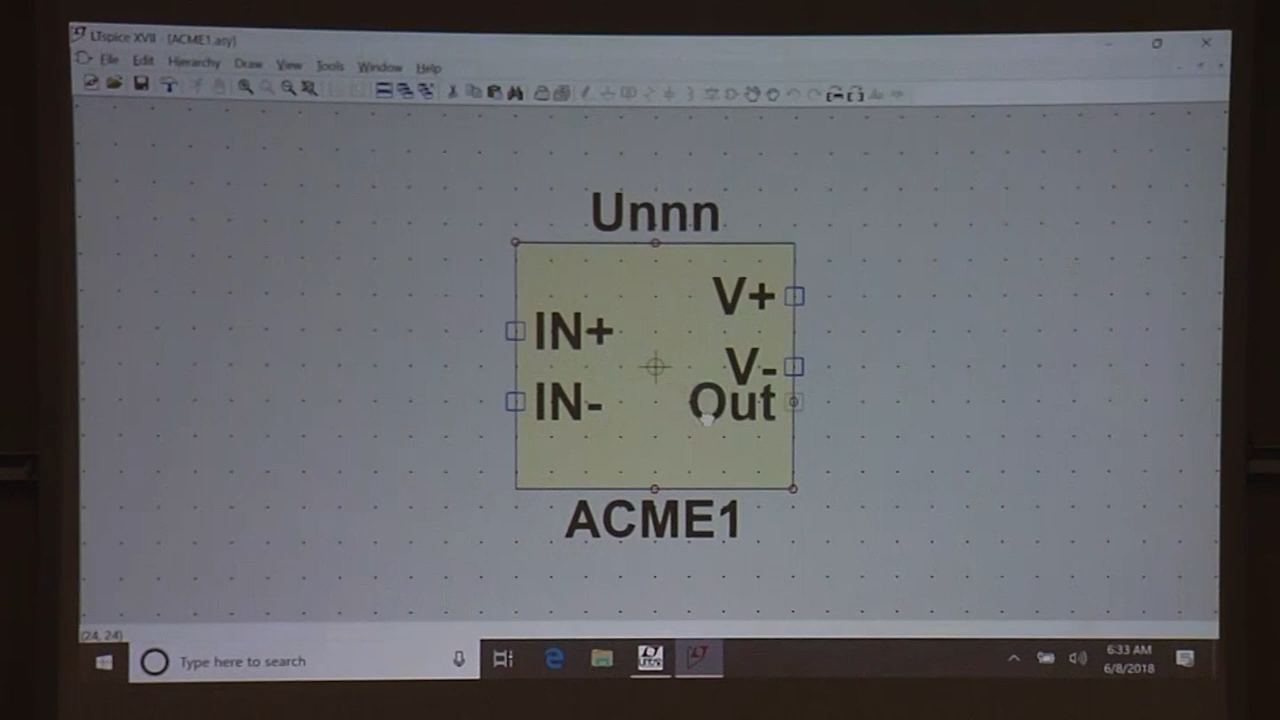 LTspice XVII - [ACME1.asy]
File Edit Hierarchy Draw View Tools Window Help
Unnn
V+
IN+
V-
IN- Out
ACME1
(24, 24)
Type here to search
6:33 AM
6/8/2018